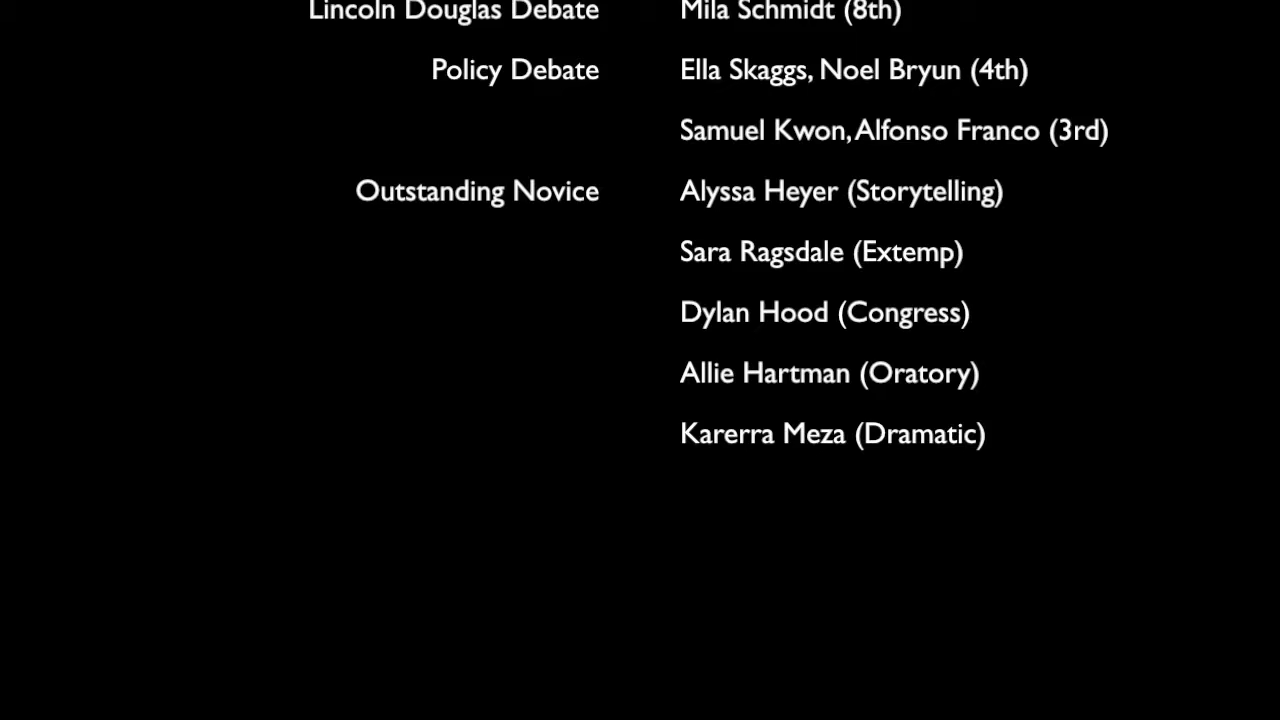 Lincoln Douglas Debate Mila Schmidt (8th)
Policy Debate Ella Skaggs, Noel Bryun (4th)
Samuel Kwon, Alfonso Franco (3rd)
Outstanding Novice Alyssa Heyer (Storytelling)
Sara Ragsdale (Extemp)
Dylan Hood (Congress)
Allie Hartman (Oratory)
Karerra Meza (Dramatic)